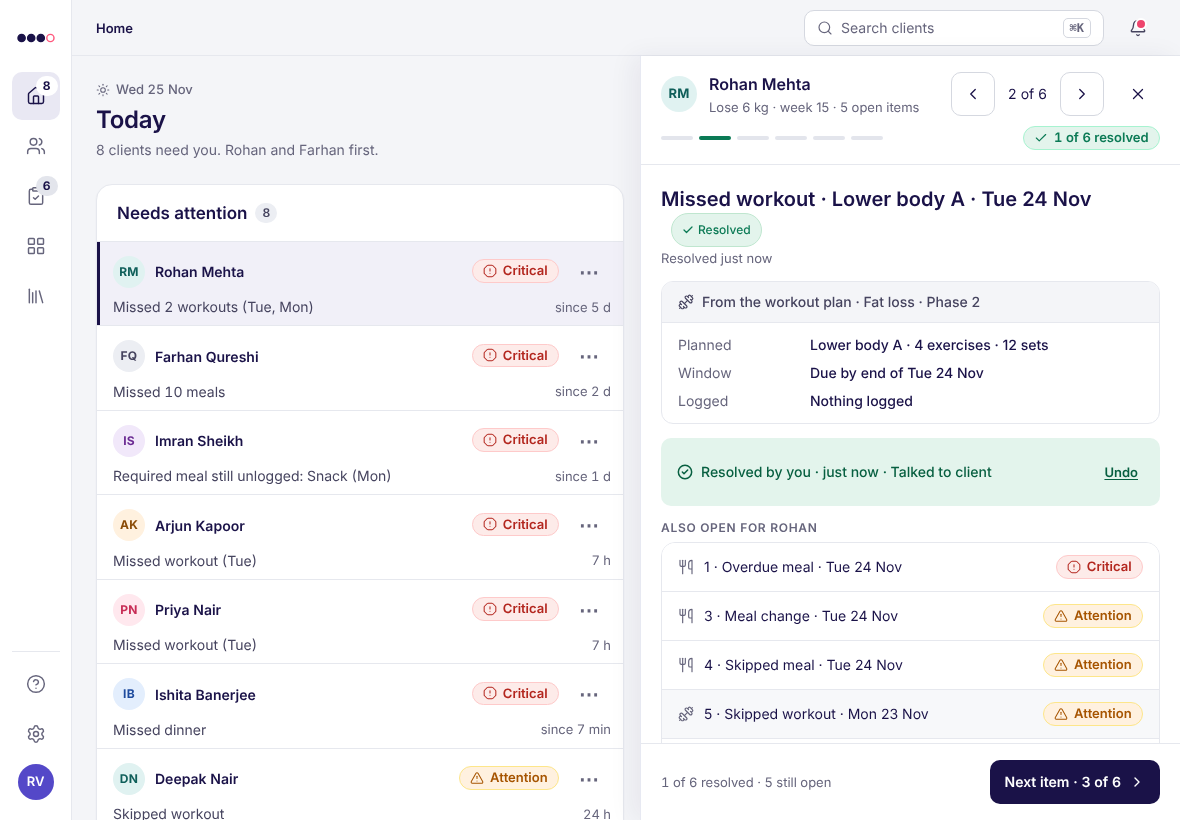 Home
Search clients
⌘K
8
6
RV
Wed 25 Nov
Today
8 clients need you. Rohan and Farhan first.
Needs attention 8
RM Rohan Mehta Critical
Missed 2 workouts (Tue, Mon) since 5 d
FQ Farhan Qureshi Critical
Missed 10 meals since 2 d
IS Imran Sheikh Critical
Required meal still unlogged: Snack (Mon) since 1 d
AK Arjun Kapoor Critical
Missed workout (Tue) 7 h
PN Priya Nair Critical
Missed workout (Tue) 7 h
IB Ishita Banerjee Critical
Missed dinner since 7 min
DN Deepak Nair Attention
Skipped workout 24 h
RM Rohan Mehta
Lose 6 kg · week 15 · 5 open items
2 of 6
1 of 6 resolved
Missed workout · Lower body A · Tue 24 Nov
Resolved
Resolved just now
From the workout plan · Fat loss · Phase 2
Planned Lower body A · 4 exercises · 12 sets
Window Due by end of Tue 24 Nov
Logged Nothing logged
Resolved by you · just now · Talked to client Undo
ALSO OPEN FOR ROHAN
1 · Overdue meal · Tue 24 Nov Critical
3 · Meal change · Tue 24 Nov Attention
4 · Skipped meal · Tue 24 Nov Attention
5 · Skipped workout · Mon 23 Nov Attention
1 of 6 resolved · 5 still open
Next item · 3 of 6